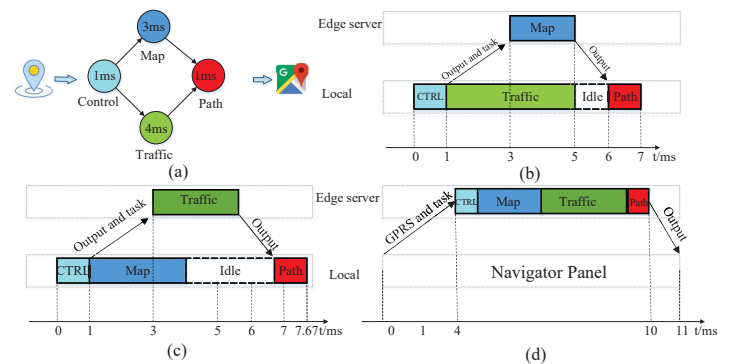 3ms
Map
1ms
Control
1ms
Path
4ms
Traffic
(a)
Edge server
Map
Output and task
Output
Local
CTRL
Traffic
Idle
Path
0 1 3 5 6 7 t/ms
(b)
Edge server
Traffic
Output and task
Output
Local
CTRL
Map
Idle
Path
0 1 3 5 6 7 7.67t/ms
(c)
CTRL
Map
Traffic
Path
GPRS and task
Output
Navigator Panel
0 1 4 10 11 t/ms
(d)